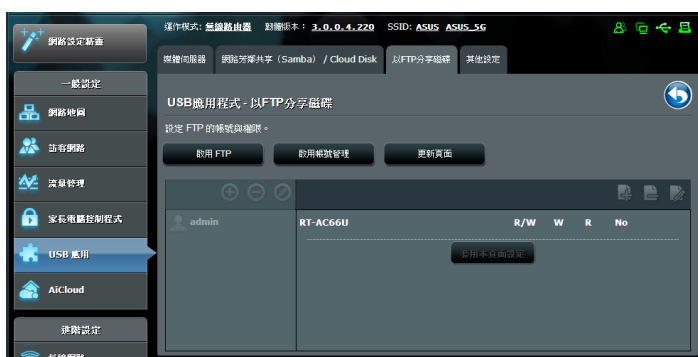 運作模式: 無線路由器 韌體版本: 3.0.0.4.220 SSID: ASUS ASUS_5G
網路設定精靈
媒體伺服器 網路芳鄰共享 (Samba) / Cloud Disk 以FTP分享磁碟 其他設定
一般設定
網路地圖
訪客網路
流量管理
家長電腦控制程式
USB 應用
AiCloud
進階設定
USB應用程式 - 以FTP分享磁碟
設定 FTP 的帳號與權限。
啟用 FTP 啟用帳號管理 更新頁面
admin
RT-AC66U R/W W R No
套用本頁面設定